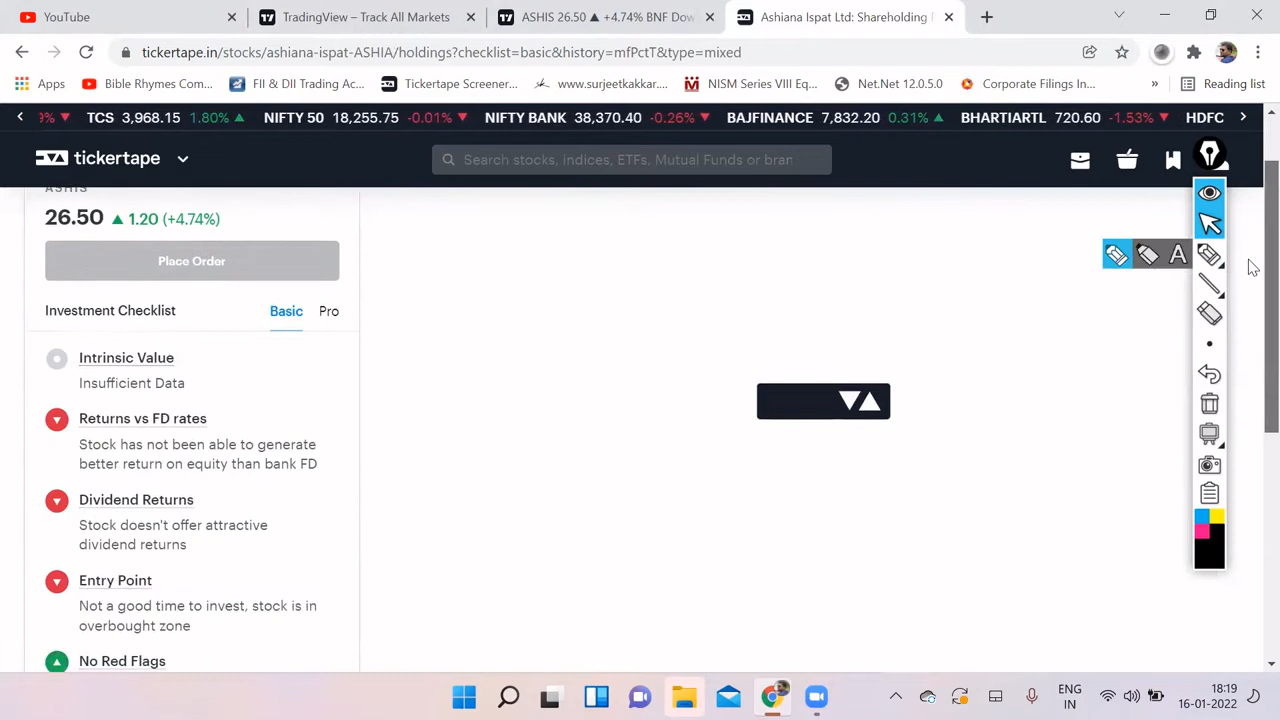 YouTube
TradingView – Track All Markets
ASHIS 26.50 ▲ +4.74% BNF Dow
Ashiana Ispat Ltd: Shareholding
tickertape.in/stocks/ashiana-ispat-ASHIA/holdings?checklist=basic&history=mfPctT&type=mixed
Apps
Bible Rhymes Com...
FII & DII Trading Ac...
Tickertape Screener...
www.surjeetkakkar....
NISM Series VIII Eq...
Net.Net 12.0.5.0
Corporate Filings In...
»
Reading list
9% ▼ TCS 3,968.15 1.80% ▲ NIFTY 50 18,255.75 -0.01% ▼ NIFTY BANK 38,370.40 -0.26% ▼ BAJFINANCE 7,832.20 0.31% ▲ BHARTIARTL 720.60 -1.53% ▼ HDFC
tickertape
Search stocks, indices, ETFs, Mutual Funds or bran
ASHIS
26.50 ▲ 1.20 (+4.74%)
Place Order
A
Investment Checklist
Basic
Pro
Intrinsic Value
Insufficient Data
Returns vs FD rates
Stock has not been able to generate
better return on equity than bank FD
Dividend Returns
Stock doesn't offer attractive
dividend returns
Entry Point
Not a good time to invest, stock is in
overbought zone
No Red Flags
ENG
IN
18:19
16-01-2022